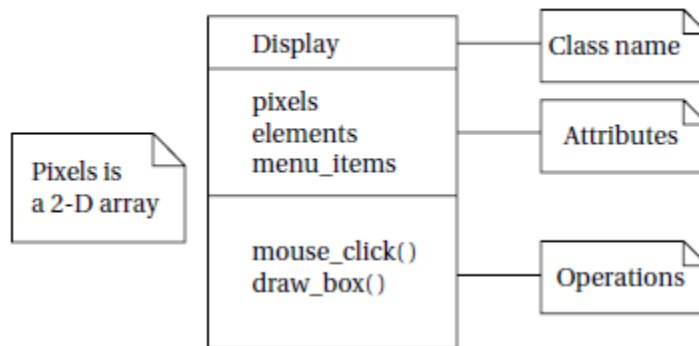 Display
Class name
pixels
elements
menu_items
Attributes
Pixels is
a 2-D array
mouse_click()
draw_box()
Operations